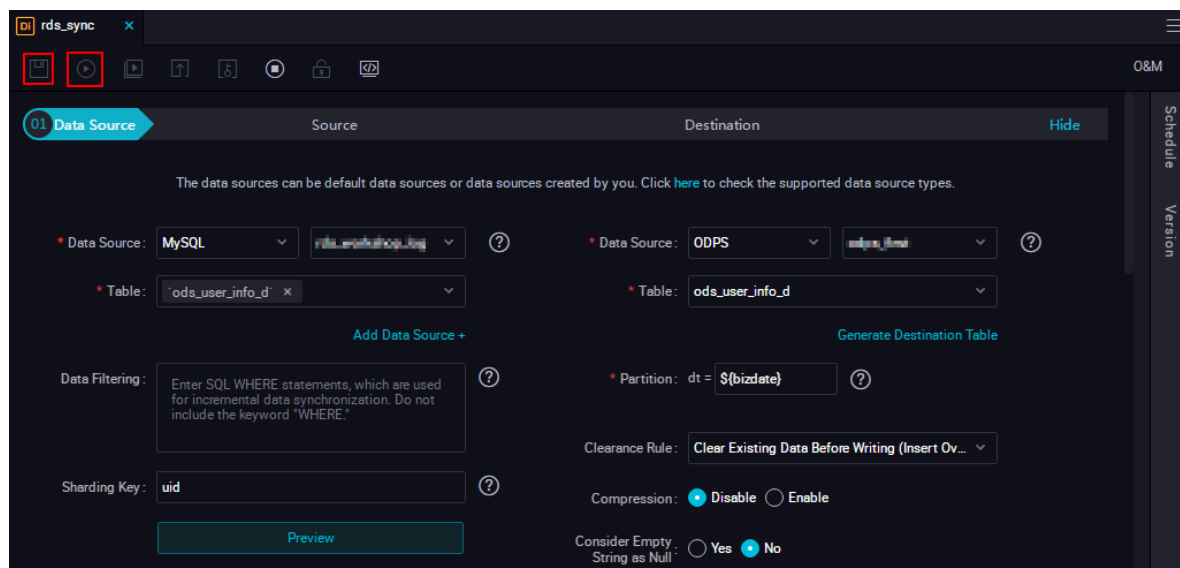 Di rds_sync ×
O&M
01 Data Source Source Destination Hide
Schedule
Version
The data sources can be default data sources or data sources created by you. Click here to check the supported data source types.
* Data Source: MySQL ? * Data Source: ODPS ?
* Table: `ods_user_info_d` × * Table: ods_user_info_d
Add Data Source + Generate Destination Table
Data Filtering: Enter SQL WHERE statements, which are used for incremental data synchronization. Do not include the keyword "WHERE." ? * Partition: dt = ${bizdate} ?
Clearance Rule: Clear Existing Data Before Writing (Insert Ov...
Sharding Key: uid ? Compression: Disable Enable
Preview
Consider Empty String as Null: Yes No